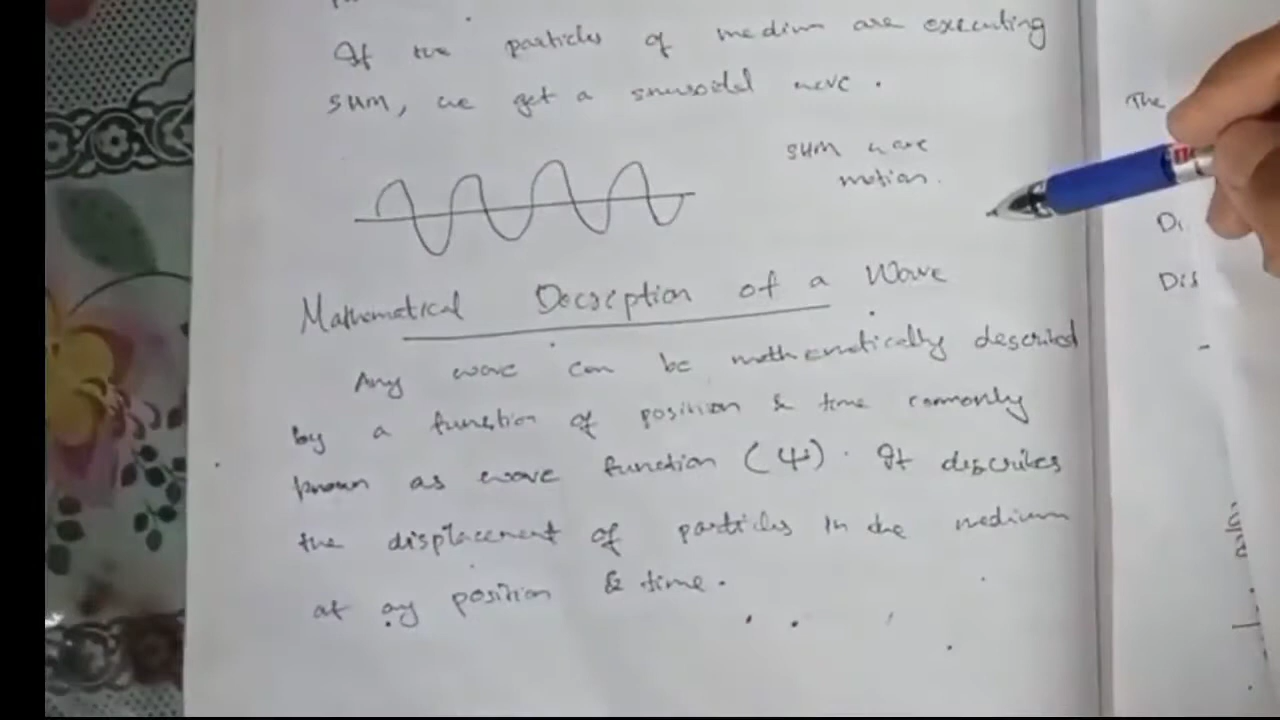 If the particles of medium are executing
SHM, we get a sinusoidal wave.
SHM wave
motion.
Mathematical Description of a Wave
Any wave can be mathematically described
by a function of position & time commonly
known as wave function (Ψ). It describes
the displacement of particles in the medium
at any position & time.
The
Dis